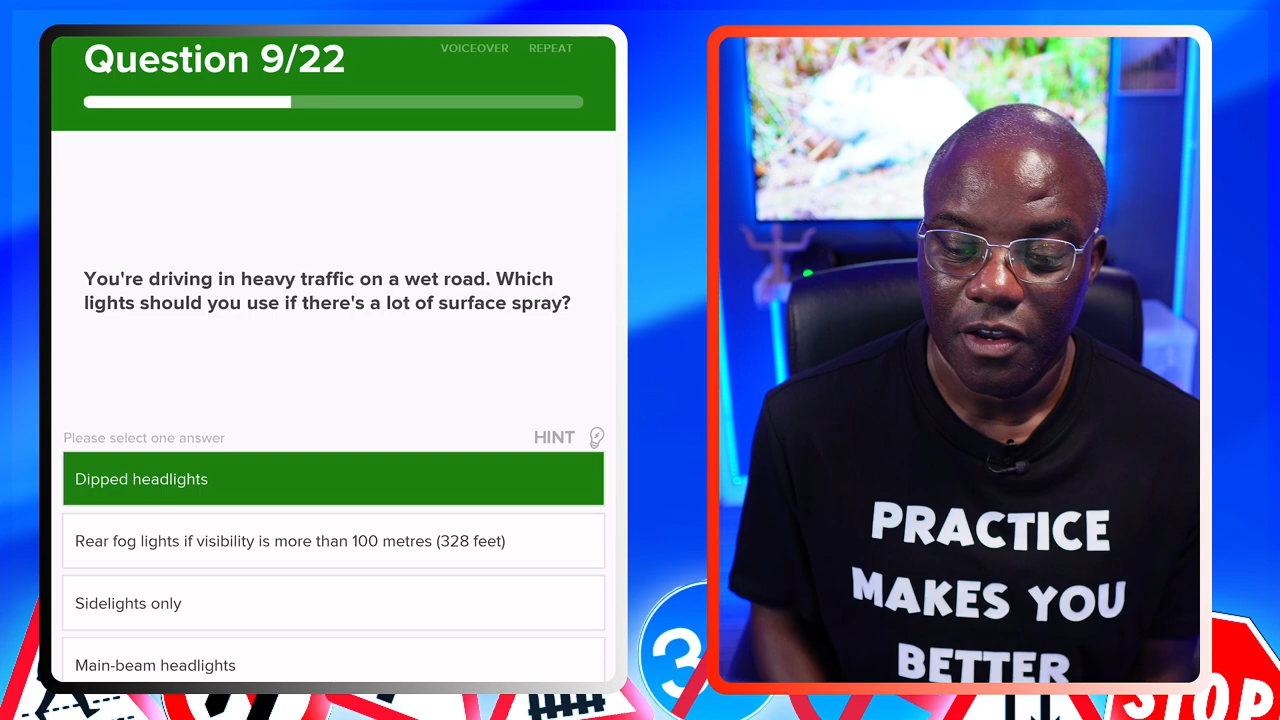 Question 9/22
VOICEOVER
REPEAT
You're driving in heavy traffic on a wet road. Which
lights should you use if there's a lot of surface spray?
Please select one answer
HINT
Dipped headlights
Rear fog lights if visibility is more than 100 metres (328 feet)
Sidelights only
Main-beam headlights
PRACTICE
MAKES YOU
BETTER
3
STOP